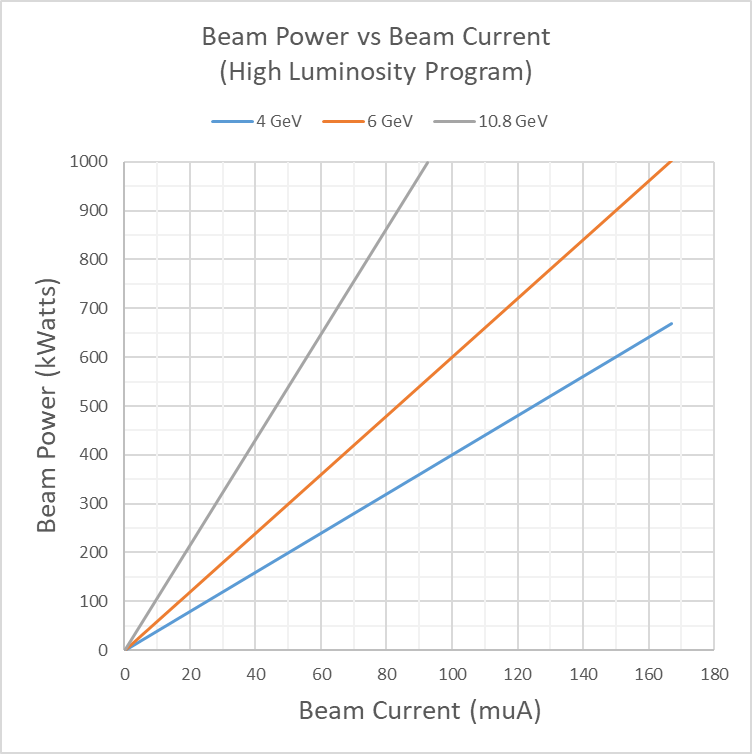 Beam Power vs Beam Current
(High Luminosity Program)
4 GeV 6 GeV 10.8 GeV
1000
900
800
700
600
500
400
300
200
100
0
Beam Power (kWatts)
0 20 40 60 80 100 120 140 160 180
Beam Current (muA)